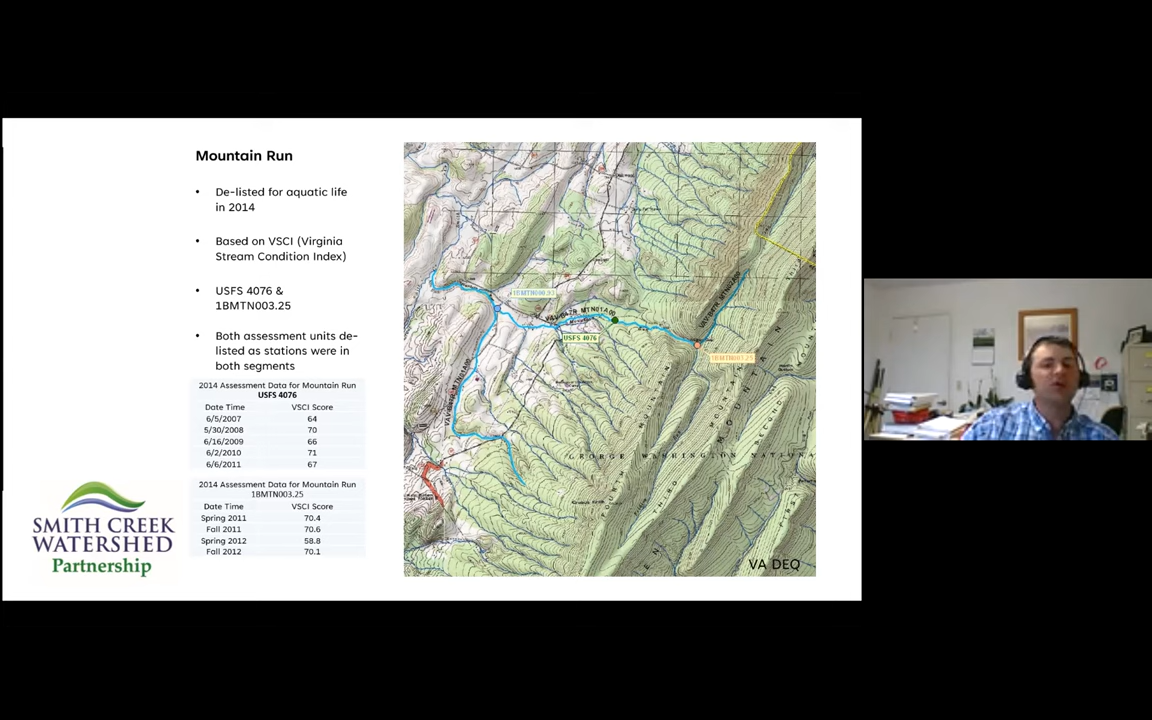 Mountain Run
• De-listed for aquatic life
in 2014
• Based on VSCI (Virginia
Stream Condition Index)
• USFS 4076 &
1BMTN003.25
• Both assessment units de-
listed as stations were in
both segments
2014 Assessment Data for Mountain Run
USFS 4076
Date Time VSCI Score
6/5/2007 64
5/30/2008 70
6/16/2009 66
6/2/2010 71
6/6/2011 67
2014 Assessment Data for Mountain Run
1BMTN003.25
Date Time VSCI Score
Spring 2011 70.4
Fall 2011 70.6
Spring 2012 58.8
Fall 2012 70.1
SMITH CREEK
WATERSHED
Partnership
USFS 4076
GEORGE WASHINGTON NATIONA
MOUNTAIN
VA DEQ